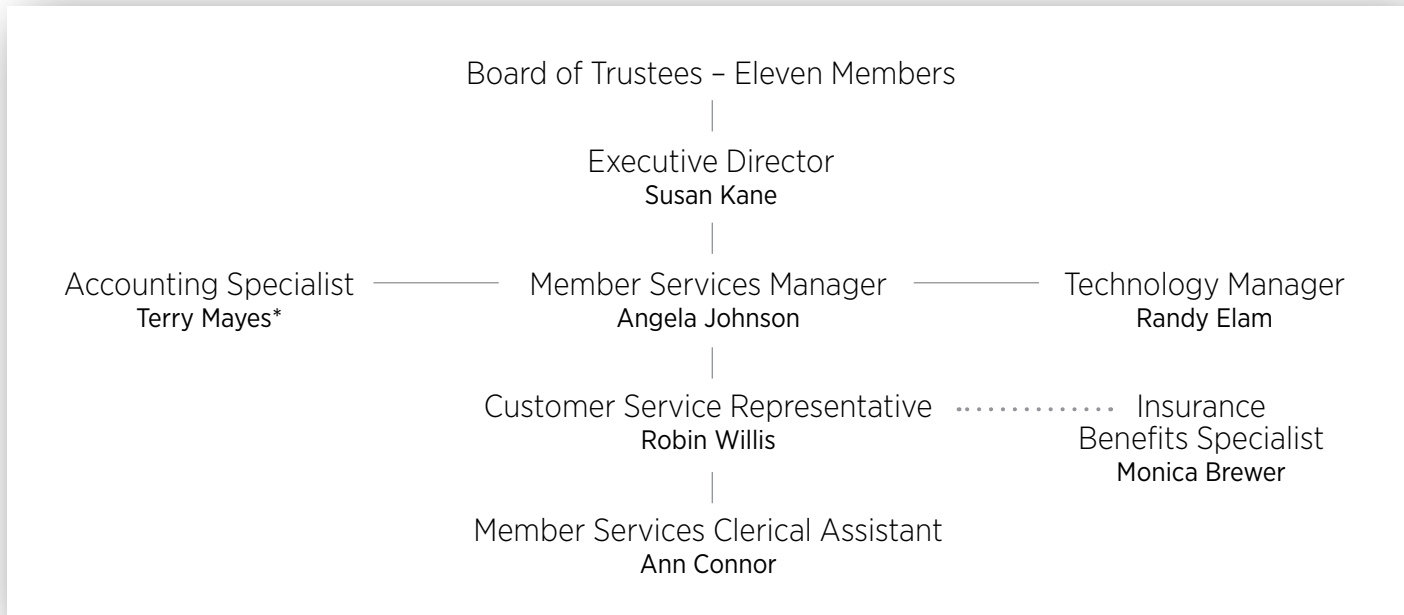 Board of Trustees – Eleven Members
Executive Director
Susan Kane
Accounting Specialist
Terry Mayes*
Member Services Manager
Angela Johnson
Technology Manager
Randy Elam
Customer Service Representative
Robin Willis
Insurance
Benefits Specialist
Monica Brewer
Member Services Clerical Assistant
Ann Connor